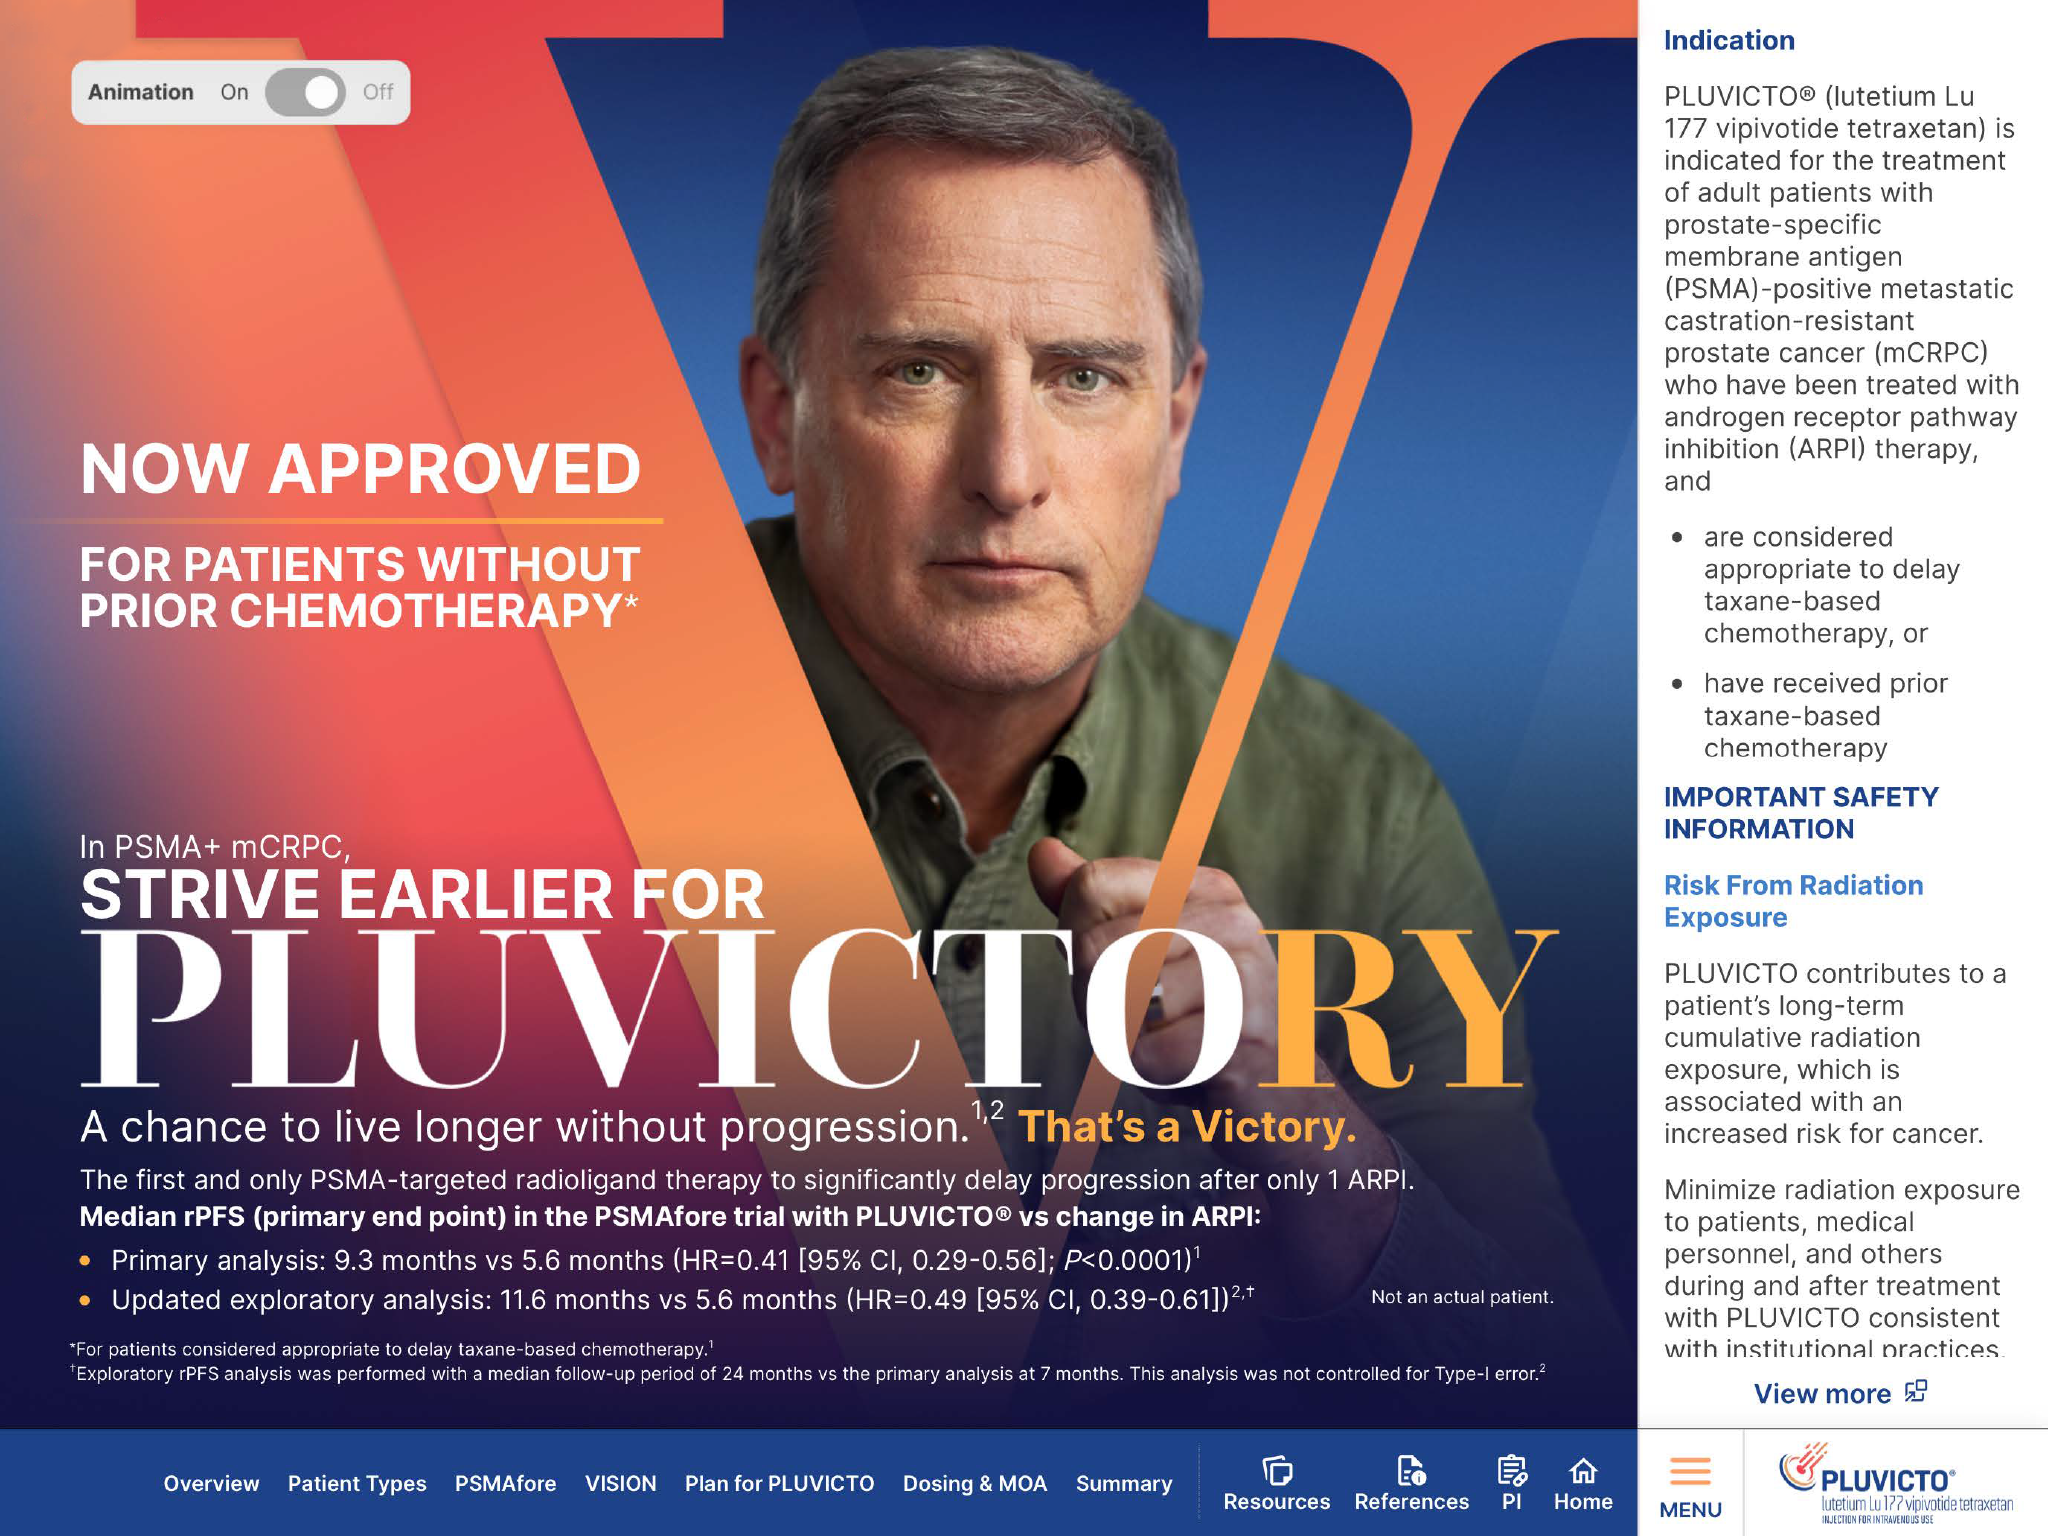 Animation On Off
NOW APPROVED
FOR PATIENTS WITHOUT
PRIOR CHEMOTHERAPY*
In PSMA+ mCRPC,
STRIVE EARLIER FOR
PLUVICTORY
A chance to live longer without progression.1,2 That's a Victory.
The first and only PSMA-targeted radioligand therapy to significantly delay progression after only 1 ARPI.
Median rPFS (primary end point) in the PSMAfore trial with PLUVICTO® vs change in ARPI:
• Primary analysis: 9.3 months vs 5.6 months (HR=0.41 [95% CI, 0.29-0.56]; P<0.0001)1
• Updated exploratory analysis: 11.6 months vs 5.6 months (HR=0.49 [95% CI, 0.39-0.61])2,†
Not an actual patient.
*For patients considered appropriate to delay taxane-based chemotherapy.1
†Exploratory rPFS analysis was performed with a median follow-up period of 24 months vs the primary analysis at 7 months. This analysis was not controlled for Type-I error.2
Indication
PLUVICTO® (lutetium Lu
177 vipivotide tetraxetan) is
indicated for the treatment
of adult patients with
prostate-specific
membrane antigen
(PSMA)-positive metastatic
castration-resistant
prostate cancer (mCRPC)
who have been treated with
androgen receptor pathway
inhibition (ARPI) therapy,
and
• are considered
appropriate to delay
taxane-based
chemotherapy, or
• have received prior
taxane-based
chemotherapy
IMPORTANT SAFETY
INFORMATION
Risk From Radiation
Exposure
PLUVICTO contributes to a
patient's long-term
cumulative radiation
exposure, which is
associated with an
increased risk for cancer.
Minimize radiation exposure
to patients, medical
personnel, and others
during and after treatment
with PLUVICTO consistent
with institutional practices,
View more
Overview Patient Types PSMAfore VISION Plan for PLUVICTO Dosing & MOA Summary
Resources References PI Home
MENU
PLUVICTO®
lutetium Lu 177 vipivotide tetraxetan
INJECTION FOR INTRAVENOUS USE